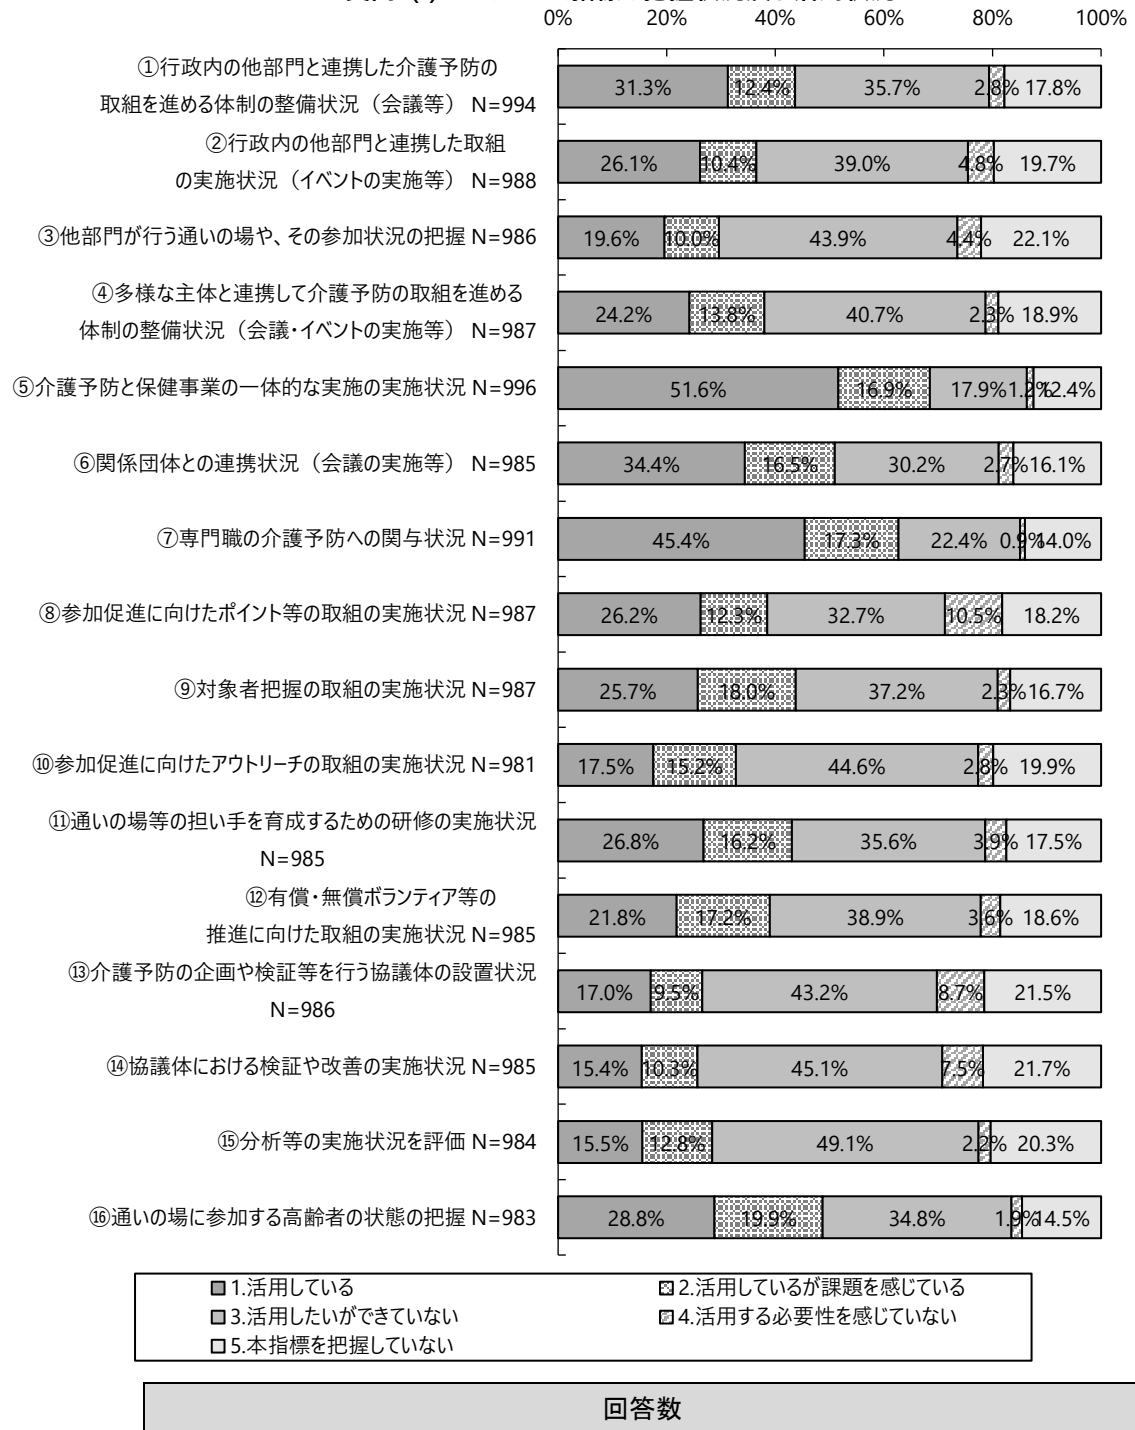 0% 20% 40% 60% 80% 100%
①行政内の他部門と連携した介護予防の
取組を進める体制の整備状況（会議等） N=994
31.3% 12.4% 35.7% 2.8% 17.8%
②行政内の他部門と連携した取組
の実施状況（イベントの実施等） N=988
26.1% 10.4% 39.0% 4.8% 19.7%
③他部門が行う通いの場や、その参加状況の把握 N=986
19.6% 10.0% 43.9% 4.4% 22.1%
④多様な主体と連携して介護予防の取組を進める
体制の整備状況（会議・イベントの実施等） N=987
24.2% 13.8% 40.7% 2.3% 18.9%
⑤介護予防と保健事業の一体的な実施の実施状況 N=996
51.6% 16.9% 17.9% 1.2% 12.4%
⑥関係団体との連携状況（会議の実施等） N=985
34.4% 16.5% 30.2% 2.7% 16.1%
⑦専門職の介護予防への関与状況 N=991
45.4% 17.3% 22.4% 0.9% 14.0%
⑧参加促進に向けたポイント等の取組の実施状況 N=987
26.2% 12.3% 32.7% 10.5% 18.2%
⑨対象者把握の取組の実施状況 N=987
25.7% 18.0% 37.2% 2.3% 16.7%
⑩参加促進に向けたアウトリーチの取組の実施状況 N=981
17.5% 15.2% 44.6% 2.8% 19.9%
⑪通いの場等の担い手を育成するための研修の実施状況
N=985
26.8% 16.2% 35.6% 3.9% 17.5%
⑫有償・無償ボランティア等の
推進に向けた取組の実施状況 N=985
21.8% 17.2% 38.9% 3.6% 18.6%
⑬介護予防の企画や検証等を行う協議体の設置状況
N=986
17.0% 9.5% 43.2% 8.7% 21.5%
⑭協議体における検証や改善の実施状況 N=985
15.4% 10.3% 45.1% 7.5% 21.7%
⑮分析等の実施状況を評価 N=984
15.5% 12.8% 49.1% 2.2% 20.3%
⑯通いの場に参加する高齢者の状態の把握 N=983
28.8% 19.9% 34.8% 1.9% 14.5%
1.活用している 2.活用しているが課題を感じている
3.活用したいができていない 4.活用する必要性を感じていない
5.本指標を把握していない
回答数